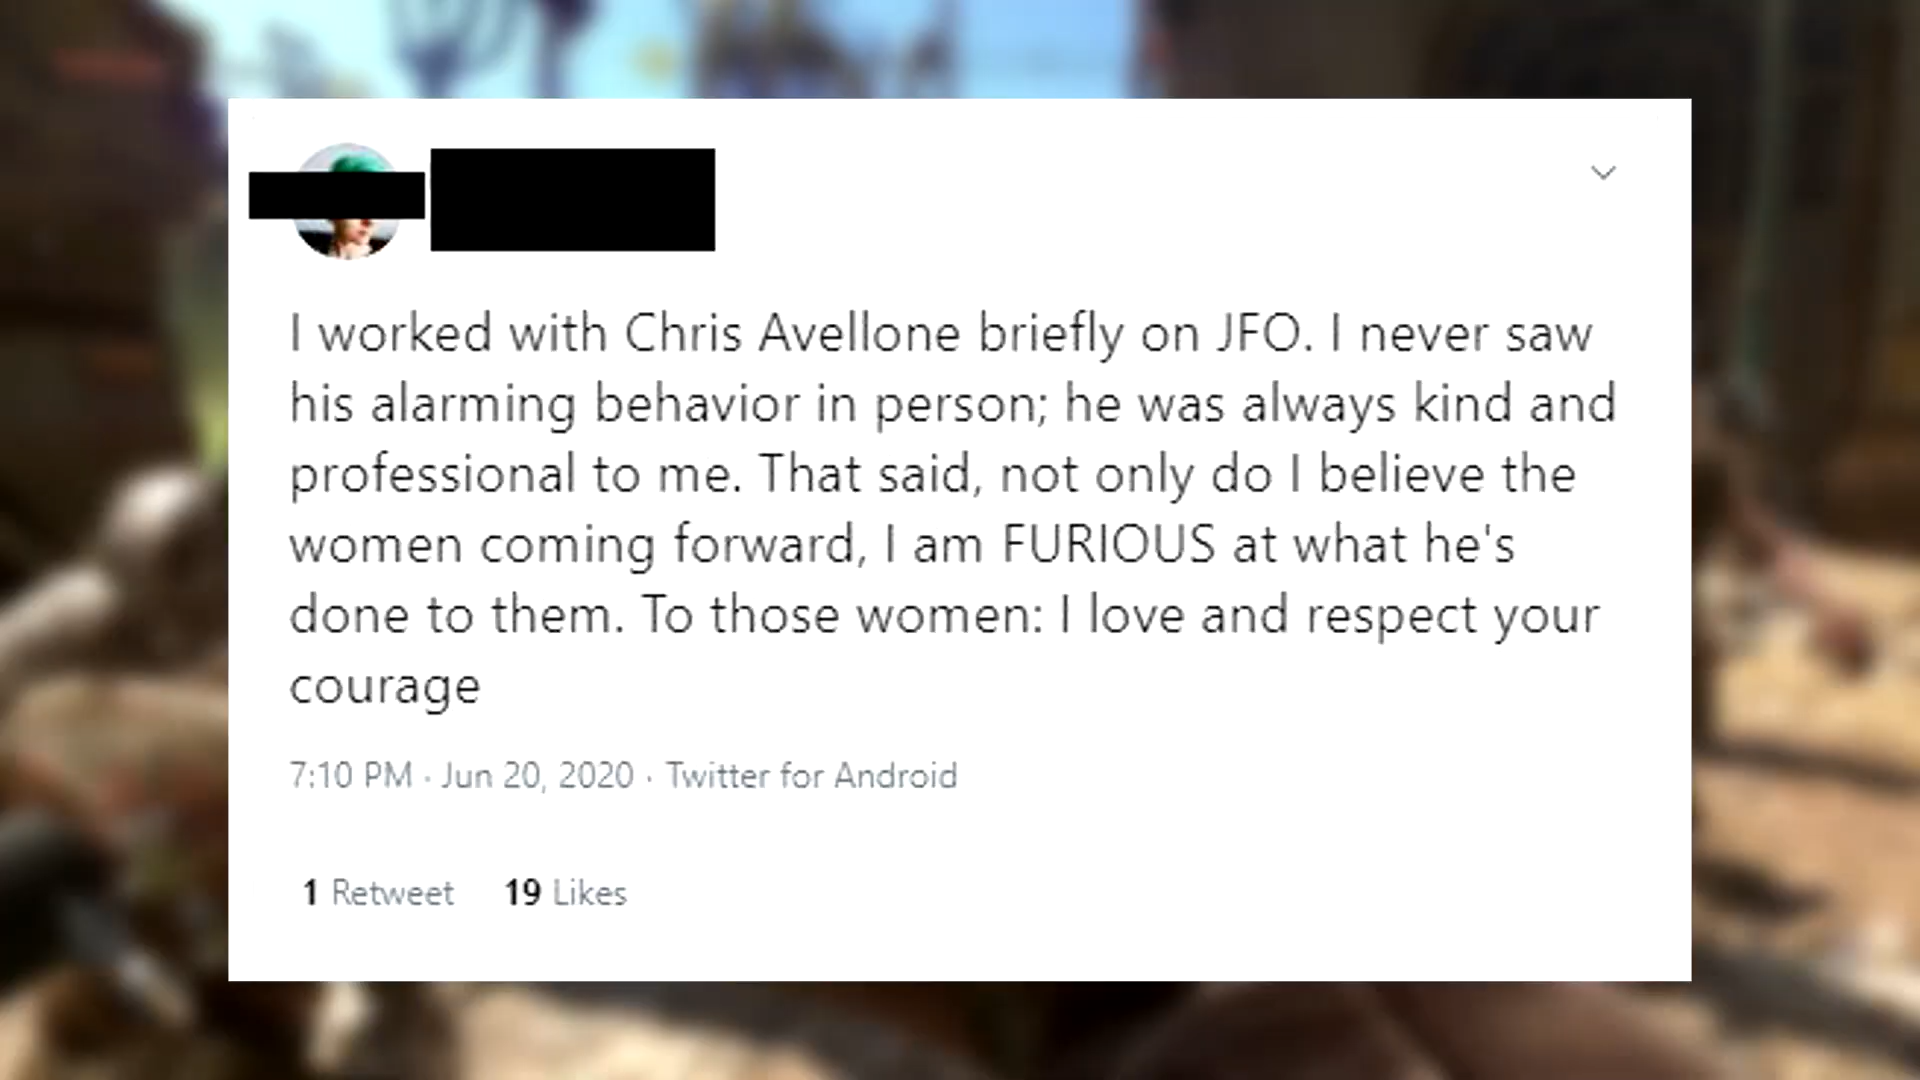 I worked with Chris Avellone briefly on JFO. I never saw
his alarming behavior in person; he was always kind and
professional to me. That said, not only do I believe the
women coming forward, I am FURIOUS at what he's
done to them. To those women: I love and respect your
courage
7:10 PM · Jun 20, 2020 · Twitter for Android
1 Retweet 19 Likes